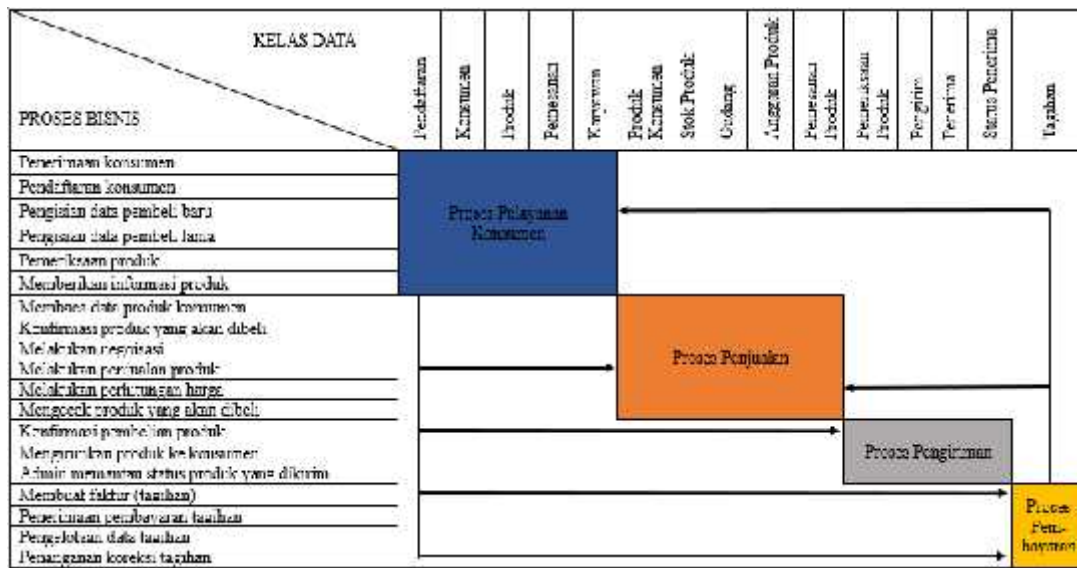 KELAS DATA
PROSES BISNIS
Pendaftaran
Konsumen
Produk
Pemesanan
Karyawan
Produk
Konsumen
Stok Produk
Gudang
Anggaran Produk
Pemesanan
Produk
Pemeriksaan
Produk
Pengirim
Penerima
Status Penerima
Tagihan
Penerimaan konsumen
Pendaftaran konsumen
Pengisian data pembeli baru
Pengisian data pembeli lama
Pemeriksaan produk
Memberikan informasi produk
Membaca data produk konsumen
Konfirmasi produk yang akan dibeli
Melakukan negoisasi
Melakukan penjualan produk
Melakukan perhitungan harga
Mengecek produk yang akan dibeli
Konfirmasi pembelian produk
Mengirimkan produk ke konsumen
Admin memantau status produk yang dikirim
Membuat faktur (tagihan)
Penerimaan pembayaran tagihan
Pengelolaan data tagihan
Penanganan koreksi tagihan
Proses Pelayanan
Konsumen
Proses Penjualan
Proses Pengiriman
Proses
Pem-
bayaran